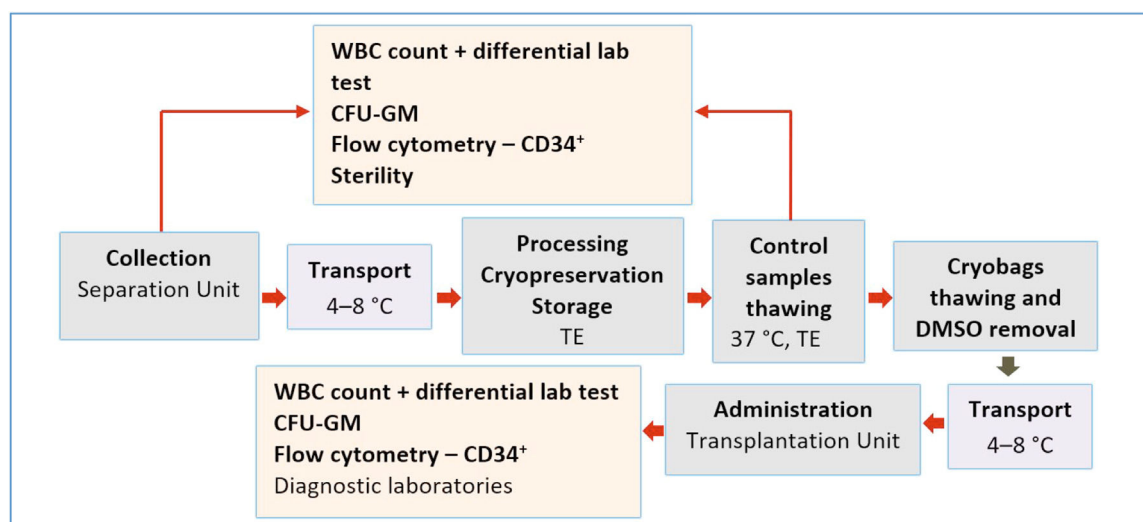 WBC count + differential lab
test
CFU-GM
Flow cytometry – CD34⁺
Sterility
Collection
Separation Unit
Transport
4–8 °C
Processing
Cryopreservation
Storage
TE
Control
samples
thawing
37 °C, TE
Cryobags
thawing and
DMSO removal
WBC count + differential lab test
CFU-GM
Flow cytometry – CD34⁺
Diagnostic laboratories
Administration
Transplantation Unit
Transport
4–8 °C